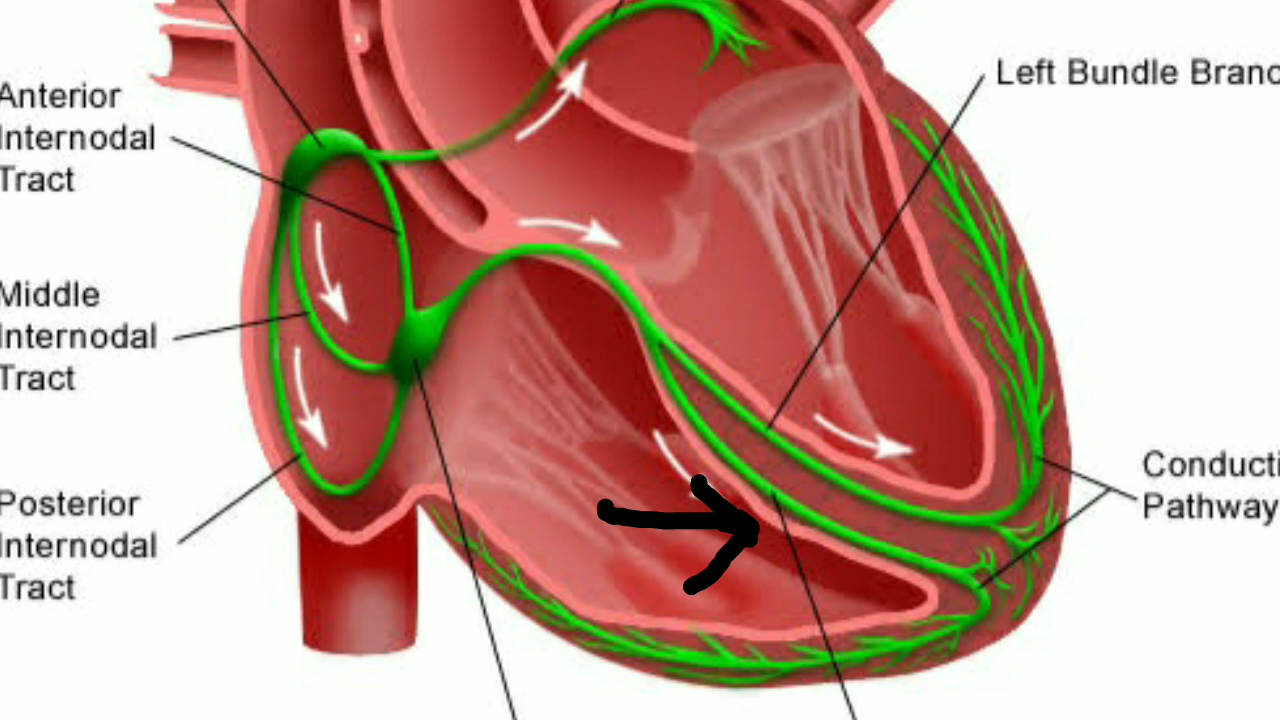 Anterior
Internodal
Tract
Middle
Internodal
Tract
Posterior
Internodal
Tract
Left Bundle Branc
Conducti
Pathway